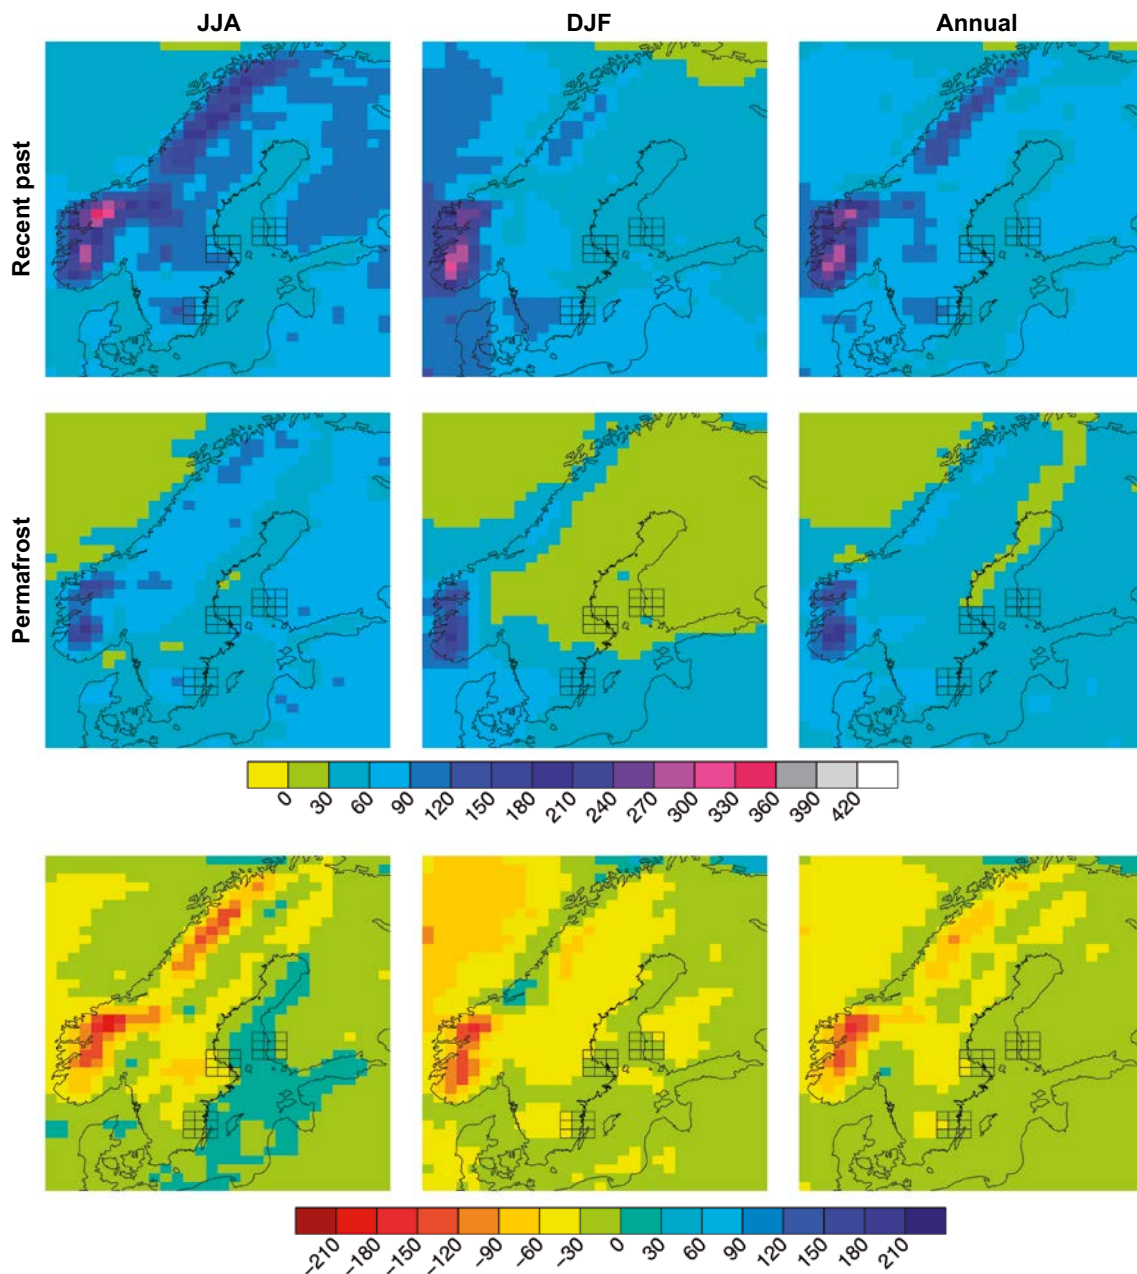 JJA DJF Annual
Recent past
Permafrost
0 30 60 90 120 150 180 210 240 270 300 330 360 390 420
−210 −180 −150 −120 −90 −60 −30 0 30 60 90 120 150 180 210